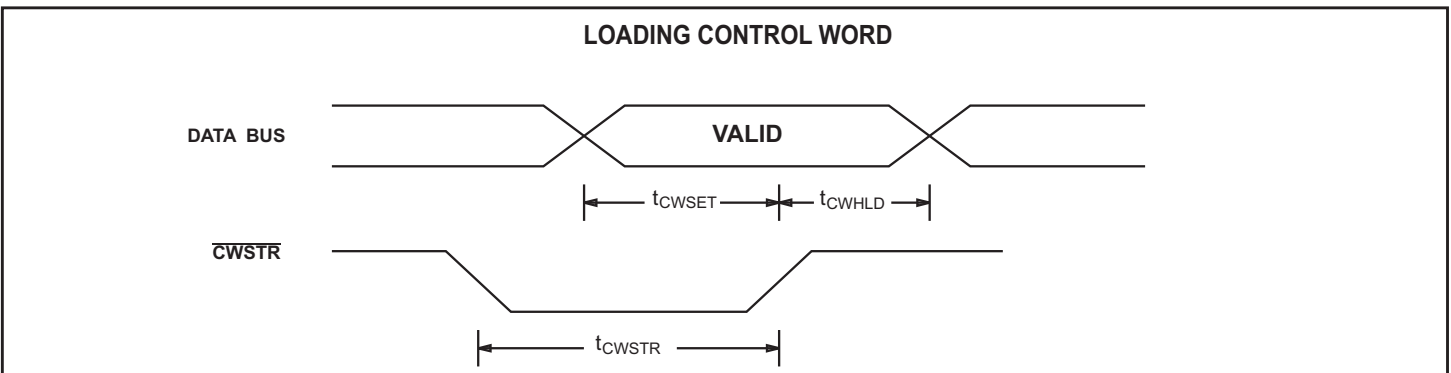 LOADING CONTROL WORD
DATA BUS
VALID
tCWSET
tCWHLD
CWSTR
tCWSTR